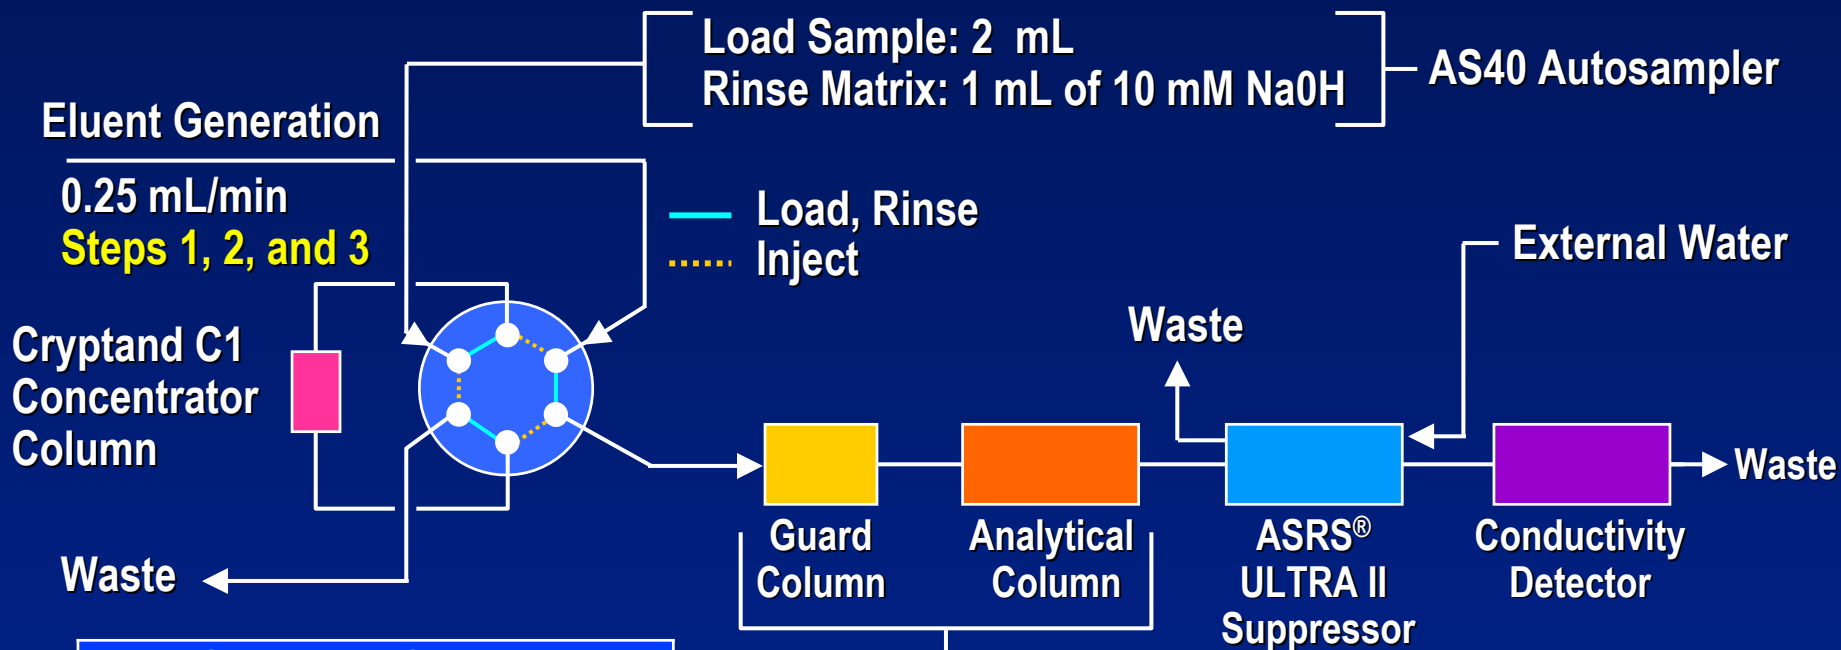 Load Sample: 2 mL
Rinse Matrix: 1 mL of 10 mM Na0H
AS40 Autosampler
Eluent Generation
0.25 mL/min
Steps 1, 2, and 3
Load, Rinse
Inject
External Water
Waste
Cryptand C1
Concentrator
Column
Waste
Waste
Guard
Column
Analytical
Column
ASRS®
ULTRA II
Suppressor
Conductivity
Detector